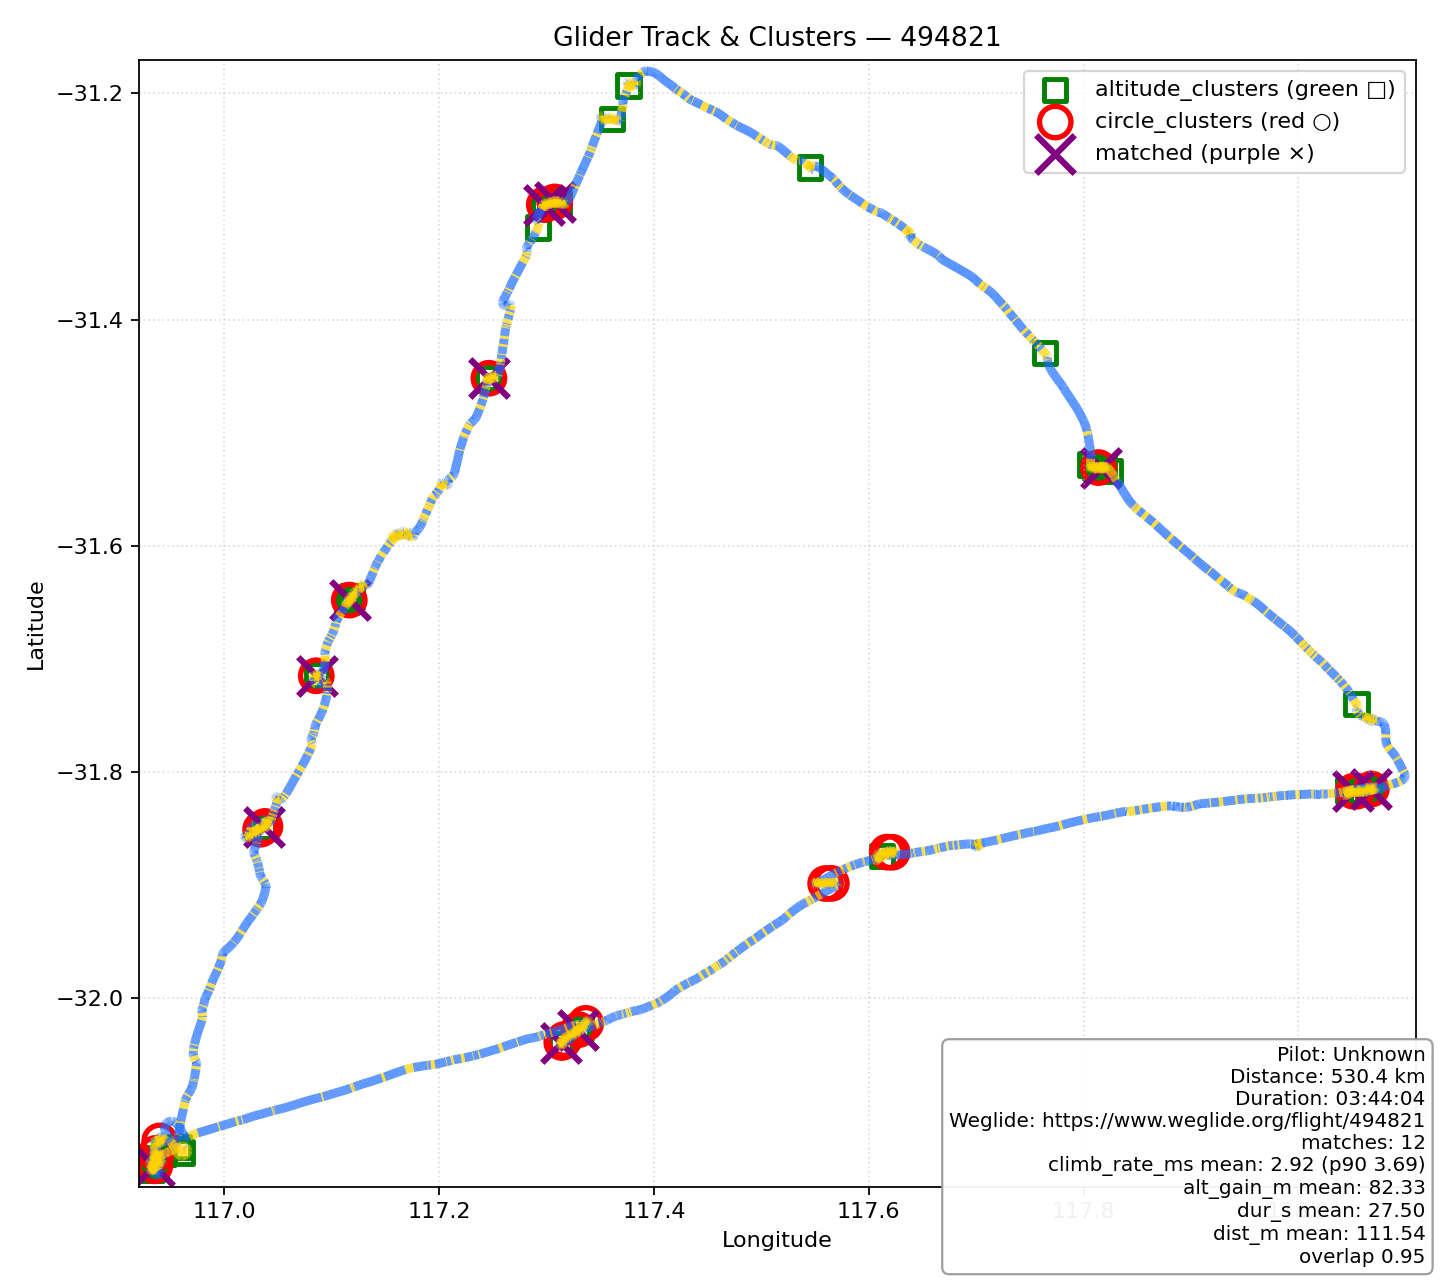 Glider Track & Clusters — 494821
altitude_clusters (green □)
circle_clusters (red ○)
matched (purple ×)
−31.2
−31.4
−31.6
−31.8
−32.0
Latitude
117.0
117.2
117.4
117.6
117.8
Longitude
Pilot: Unknown
Distance: 530.4 km
Duration: 03:44:04
Weglide: https://www.weglide.org/flight/494821
matches: 12
climb_rate_ms mean: 2.92 (p90 3.69)
alt_gain_m mean: 82.33
dur_s mean: 27.50
dist_m mean: 111.54
overlap 0.95